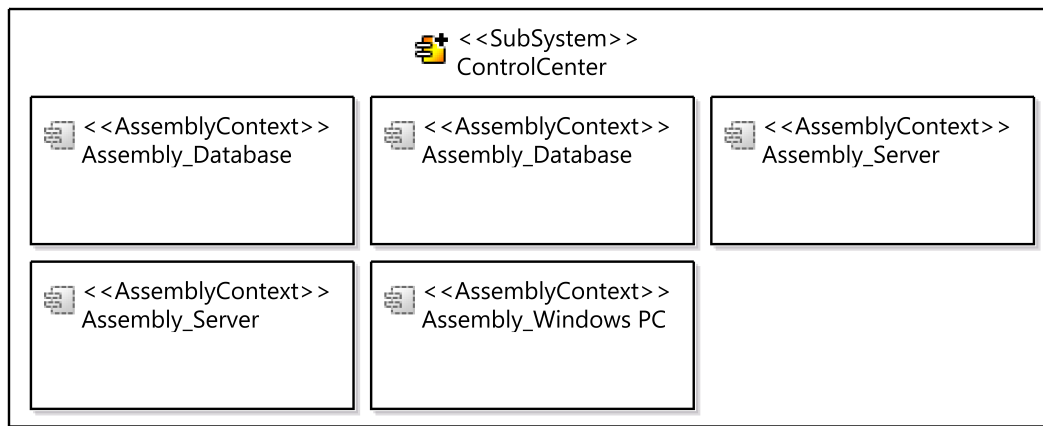 <<SubSystem>>
ControlCenter
<<AssemblyContext>>
Assembly_Database
<<AssemblyContext>>
Assembly_Database
<<AssemblyContext>>
Assembly_Server
<<AssemblyContext>>
Assembly_Server
<<AssemblyContext>>
Assembly_Windows PC